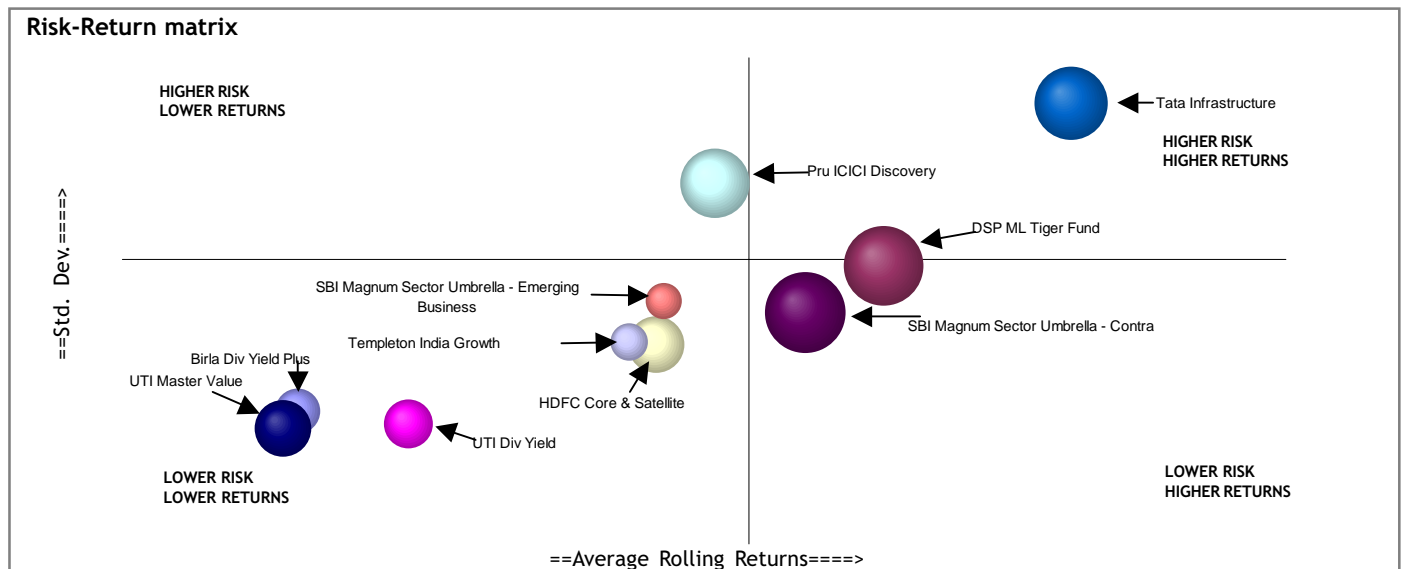 Risk-Return matrix
HIGHER RISK
LOWER RETURNS
Tata Infrastructure
HIGHER RISK
HIGHER RETURNS
Pru ICICI Discovery
DSP ML Tiger Fund
==Std. Dev.=====>
SBI Magnum Sector Umbrella - Emerging
Business
SBI Magnum Sector Umbrella - Contra
Templeton India Growth
Birla Div Yield Plus
UTI Master Value
HDFC Core & Satellite
UTI Div Yield
LOWER RISK
LOWER RETURNS
LOWER RISK
HIGHER RETURNS
==Average Rolling Returns====>